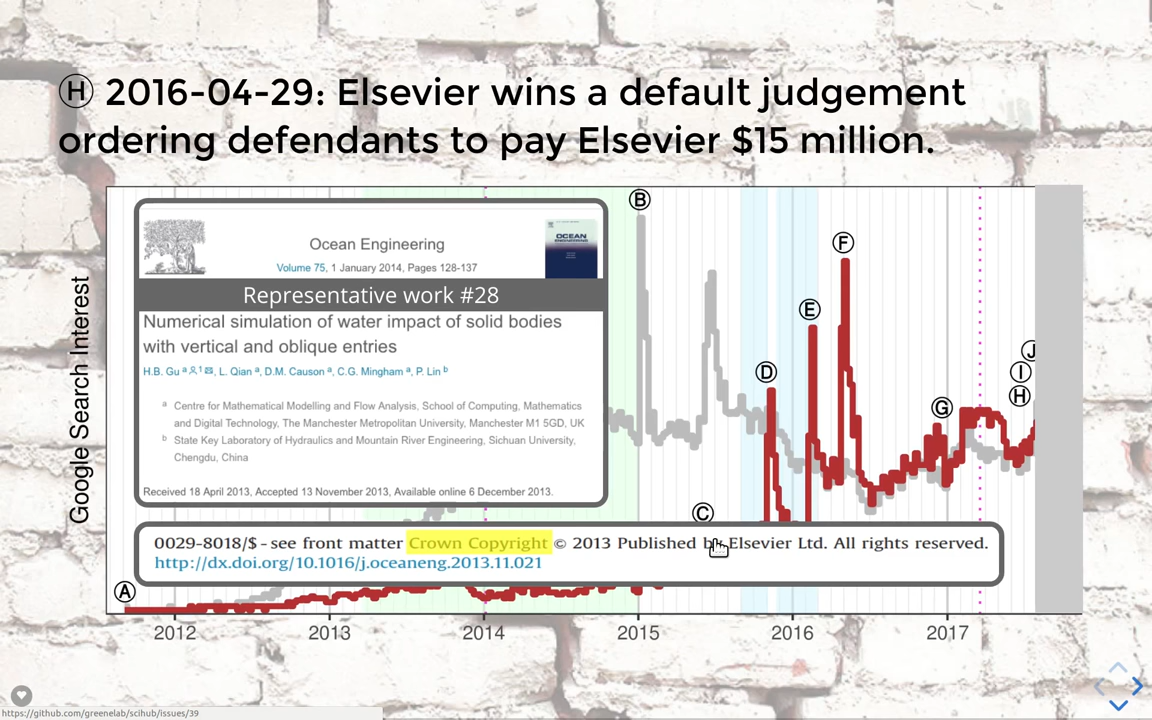 Ⓗ 2016-04-29: Elsevier wins a default judgement
ordering defendants to pay Elsevier $15 million.
Google Search Interest
Ocean Engineering
Volume 75, 1 January 2014, Pages 128-137
OCEAN
ENGINEERING
Representative work #28
Numerical simulation of water impact of solid bodies
with vertical and oblique entries
H.B. Gu a 1, L. Qian a, D.M. Causon a, C.G. Mingham a, P. Lin b
a Centre for Mathematical Modelling and Flow Analysis, School of Computing, Mathematics
and Digital Technology, The Manchester Metropolitan University, Manchester M1 5GD, UK
b State Key Laboratory of Hydraulics and Mountain River Engineering, Sichuan University,
Chengdu, China
Received 18 April 2013, Accepted 13 November 2013, Available online 6 December 2013.
Ⓑ
Ⓕ
Ⓔ
Ⓓ
Ⓙ
Ⓘ
Ⓗ
Ⓖ
Ⓒ
0029-8018/$ - see front matter Crown Copyright © 2013 Published by Elsevier Ltd. All rights reserved.
http://dx.doi.org/10.1016/j.oceaneng.2013.11.021
Ⓐ
2012 2013 2014 2015 2016 2017
https://github.com/greenelab/scihub/issues/39